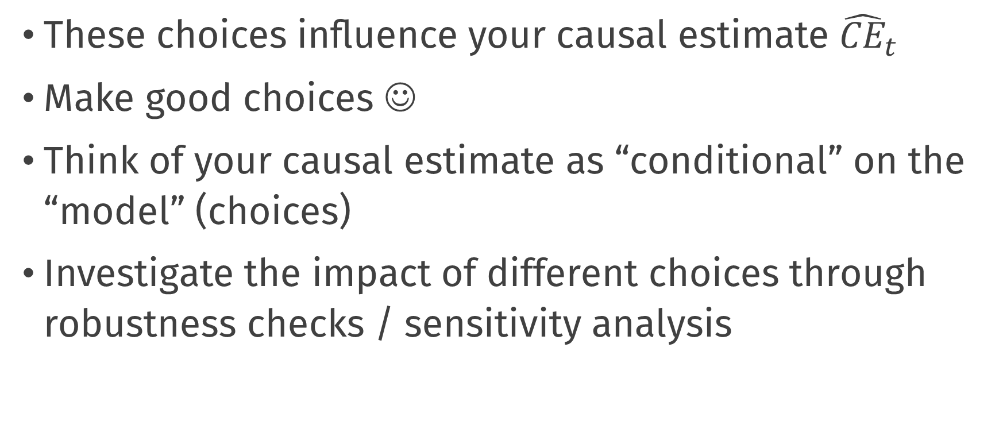 • These choices influence your causal estimate $\widehat{CE}_t$
• Make good choices ☺
• Think of your causal estimate as “conditional” on the
“model” (choices)
• Investigate the impact of different choices through
robustness checks / sensitivity analysis